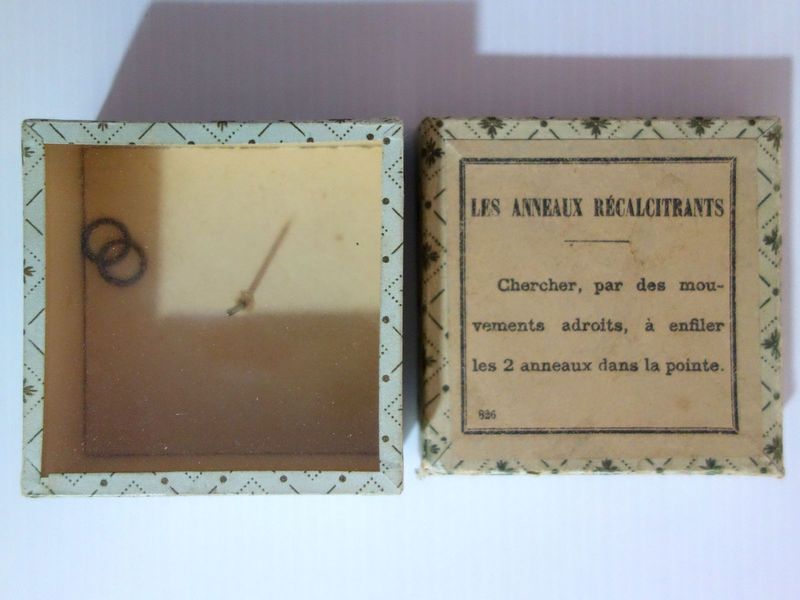 LES ANNEAUX RÉCALCITRANTS
Chercher, par des mou-
vements adroits, à enfiler
les 2 anneaux dans la pointe.
826